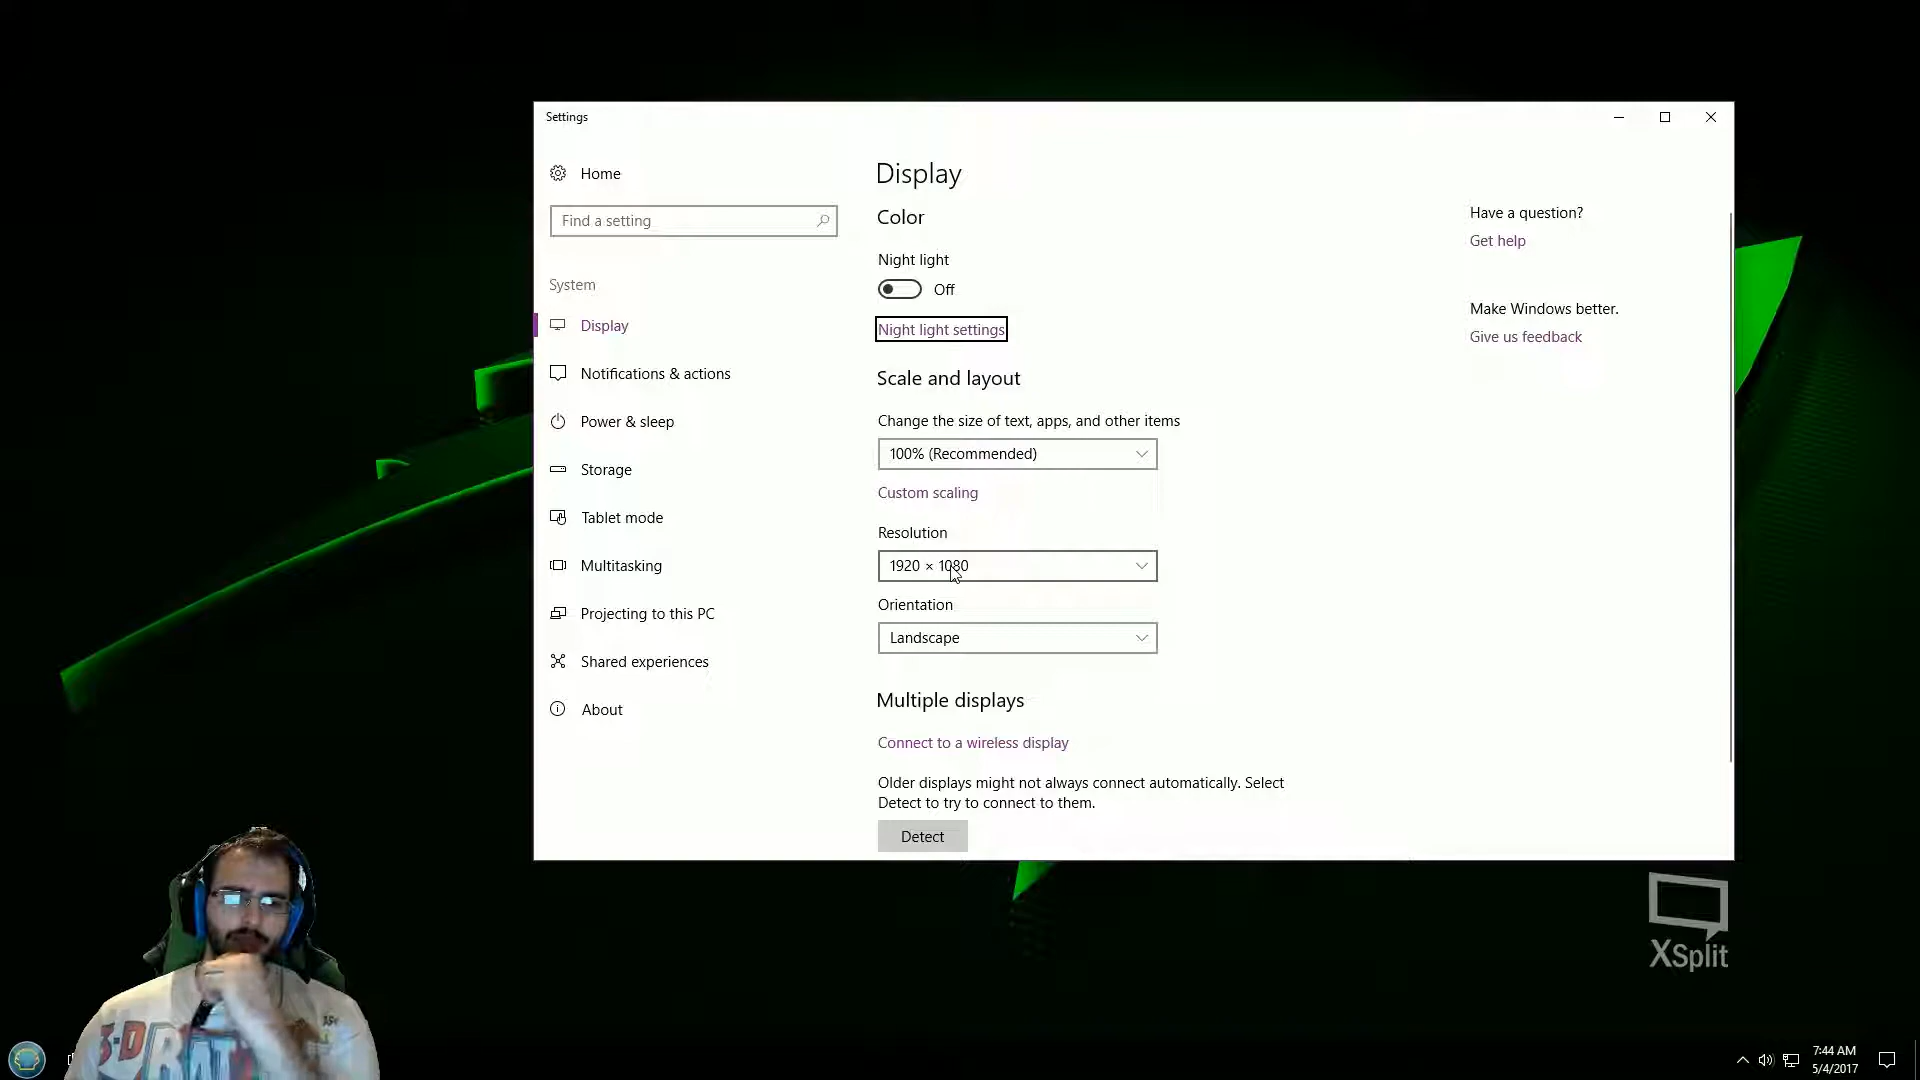 Settings
Home
Find a setting
System
Display
Notifications & actions
Power & sleep
Storage
Tablet mode
Multitasking
Projecting to this PC
Shared experiences
About
Display
Color
Night light
Off
Night light settings
Scale and layout
Change the size of text, apps, and other items
100% (Recommended)
Custom scaling
Resolution
1920 × 1080
Orientation
Landscape
Multiple displays
Connect to a wireless display
Older displays might not always connect automatically. Select
Detect to try to connect to them.
Detect
Have a question?
Get help
Make Windows better.
Give us feedback
XSplit
3-D
7:44 AM
5/4/2017